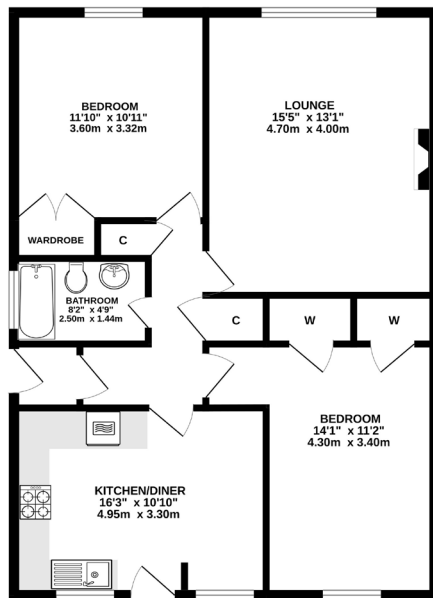 BEDROOM
11'10" x 10'11"
3.60m x 3.32m
LOUNGE
15'5" x 13'1"
4.70m x 4.00m
WARDROBE
C
BATHROOM
8'2" x 4'9"
2.50m x 1.44m
C
W
W
BEDROOM
14'1" x 11'2"
4.30m x 3.40m
KITCHEN/DINER
16'3" x 10'10"
4.95m x 3.30m